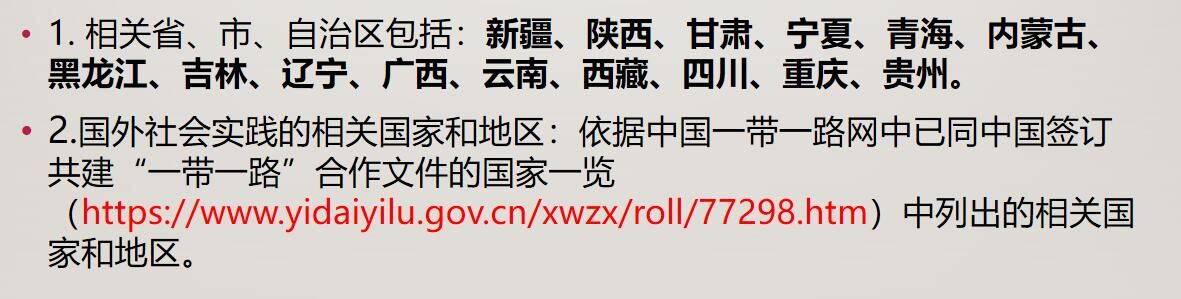 • 1. 相关省、市、自治区包括：新疆、陕西、甘肃、宁夏、青海、内蒙古、
黑龙江、吉林、辽宁、广西、云南、西藏、四川、重庆、贵州。
• 2.国外社会实践的相关国家和地区：依据中国一带一路网中已同中国签订
共建“一带一路”合作文件的国家一览
（https://www.yidaiyilu.gov.cn/xwzx/roll/77298.htm）中列出的相关国
家和地区。